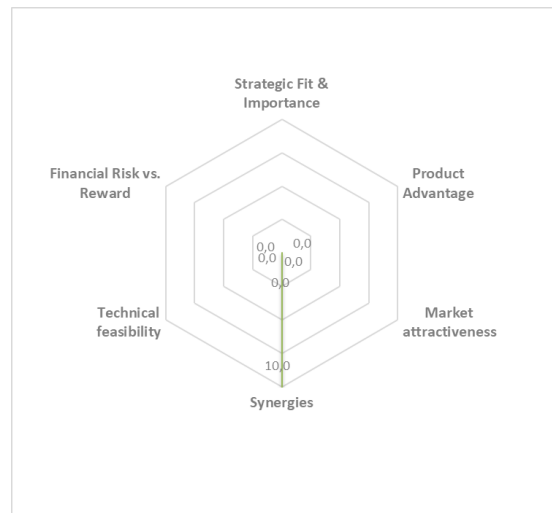 Strategic Fit &
Importance
Financial Risk vs.
Reward
Product
Advantage
0,0
0,0
0,0
0,0
0,0
Technical
feasibility
Market
attractiveness
10,0
Synergies